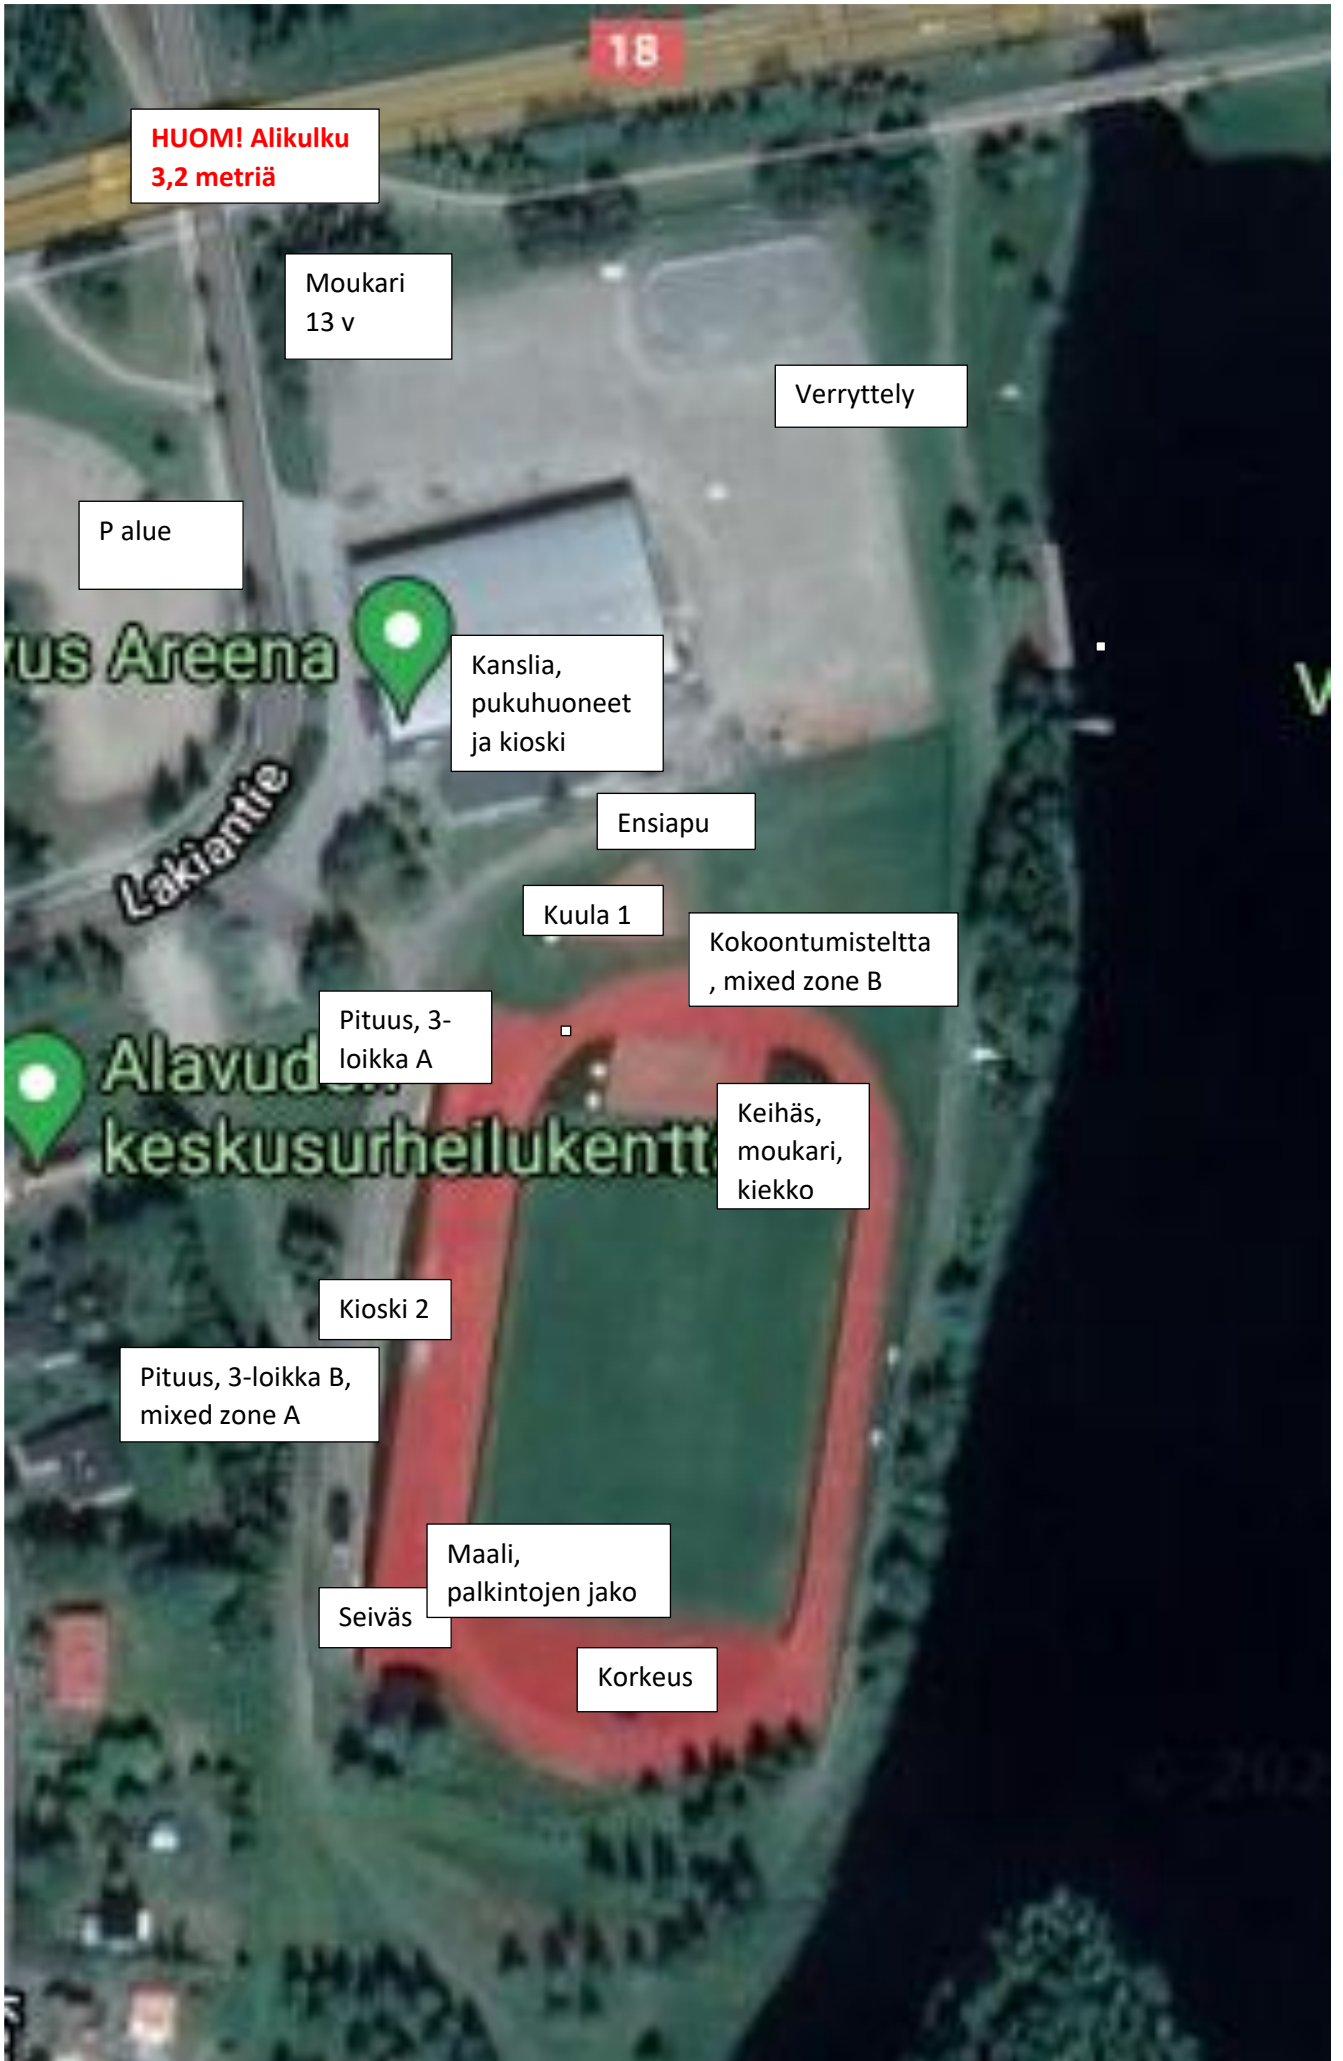 18
HUOM! Alikulku
3,2 metriä
Moukari
13 v
Verryttely
P alue
Areena
Kanslia,
pukuhuoneet
ja kioski
Lakiantie
Ensiapu
Kuula 1
Kokoontumisteltta
, mixed zone B
Pituus, 3-
loikka A
Keihäs,
moukari,
kiekko
Kioski 2
Pituus, 3-loikka B,
mixed zone A
Maali,
palkintojen jako
Seiväs
Korkeus